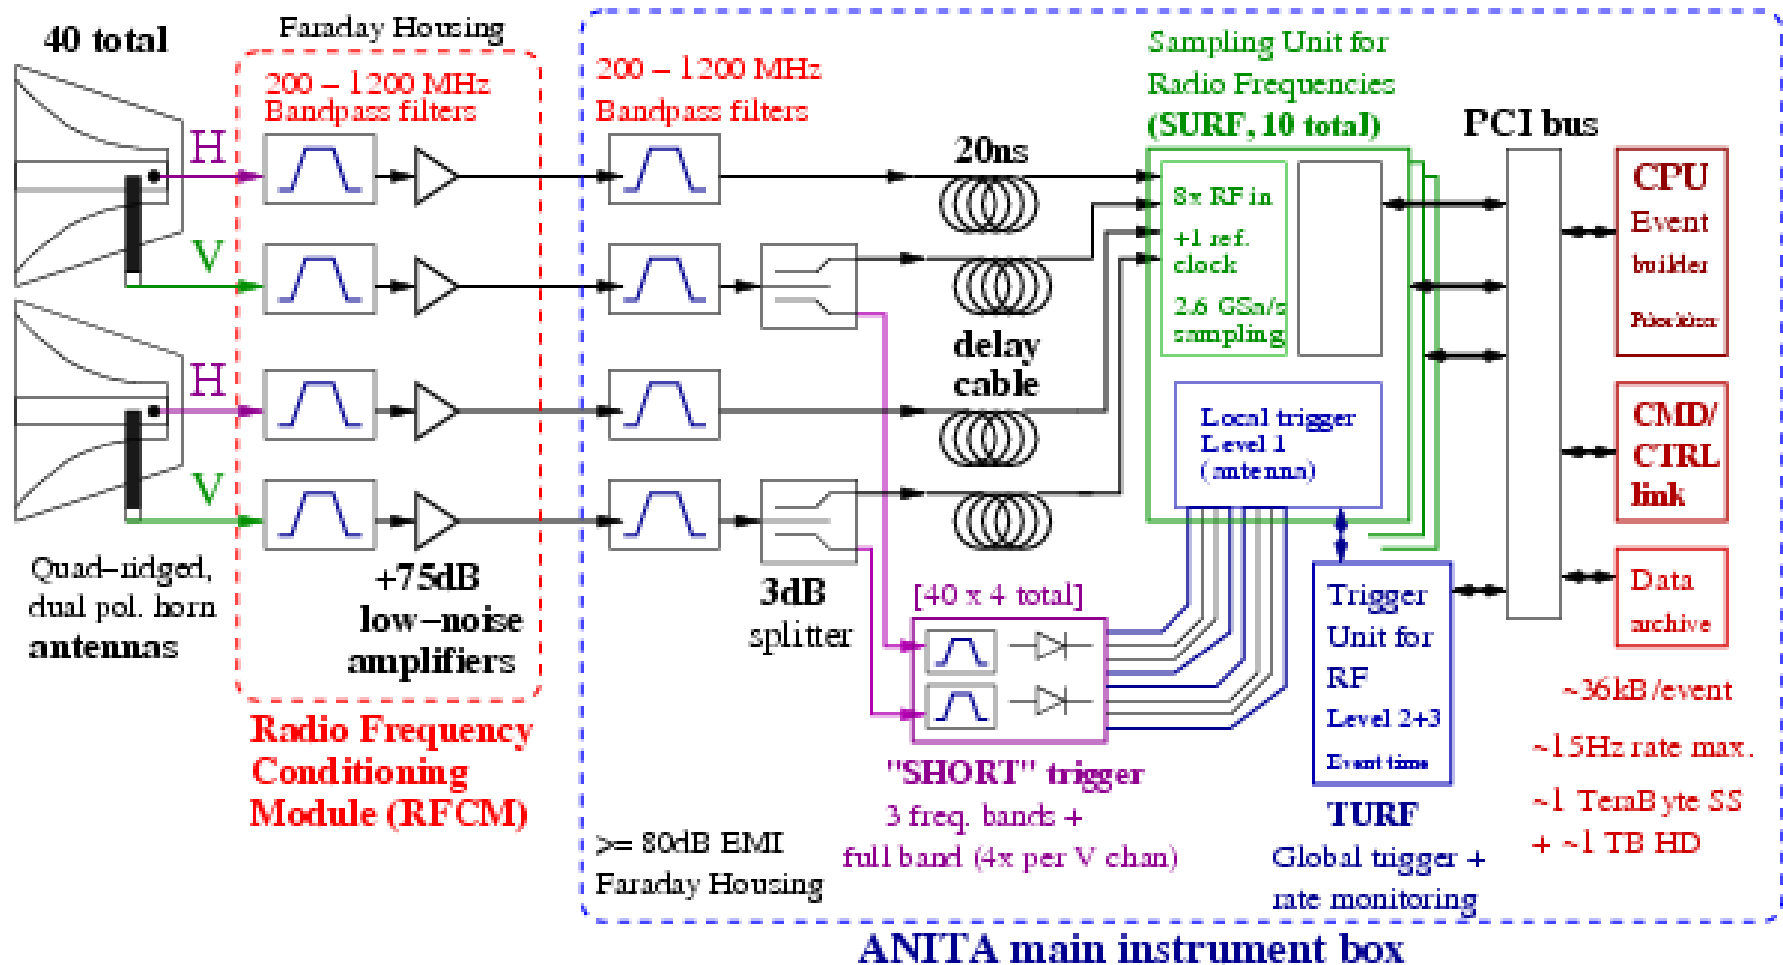 40 total
Faraday Housing
200 – 1200 MHz
Bandpass filters
H
V
H
V
Quad–ridged,
dual pol. horn
antennas
+75dB
low–noise
amplifiers
Radio Frequency
Conditioning
Module (RFCM)
200 – 1200 MHz
Bandpass filters
3dB
splitter
20ns
delay
cable
[40 x 4 total]
"SHORT" trigger
3 freq. bands +
full band (4x per V chan)
>= 80dB EMI
Faraday Housing
Sampling Unit for
Radio Frequencies
(SURF, 10 total)
8x RF in
+1 ref.
clock
2.6 GSa/s
sampling
Local trigger
Level 1
(antenna)
Trigger
Unit for
RF
Level 2+3
Event time
TURF
Global trigger +
rate monitoring
PCI bus
CPU
Event
builder
Prioritizer
CMD/
CTRL
link
Data
archive
~36kB/event
~15Hz rate max.
~1 TeraByte SS
+ ~1 TB HD
ANITA main instrument box